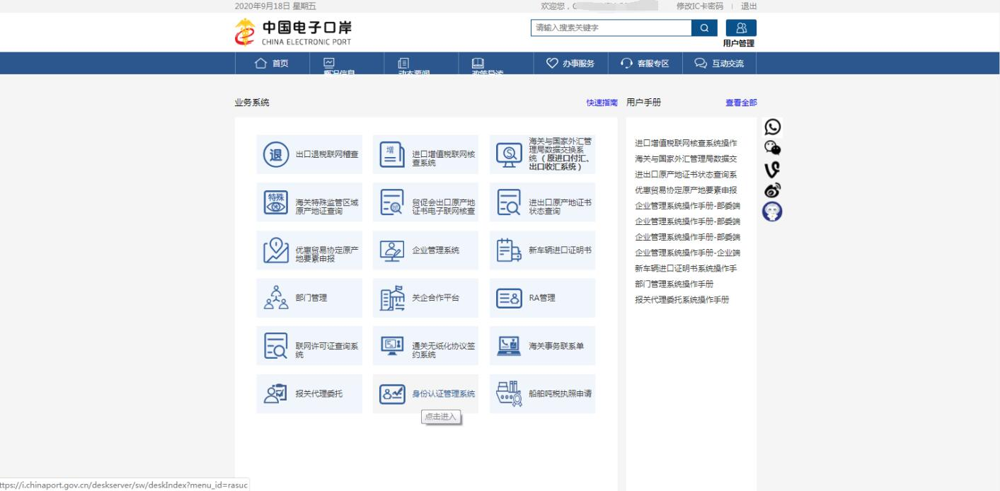 2020年9月18日 星期五
欢迎您，
修改IC卡密码 | 退出
中国电子口岸
CHINA ELECTRONIC PORT
请输入搜索关键字
用户管理
首页
概况信息
动态要闻
政策导读
办事服务
客服专区
互动交流
业务系统
快速指南
用户手册
查看全部
出口退税联网稽查
增
进口增值税联网核
查系统
海关与国家外汇管
理局数据交换系
统（原进口付汇、
出口收汇系统）
退
特殊
海关特殊监管区域
原产地证查询
贸促会出口原产地
证书电子联网核查
进出口原产地证书
状态查询
优惠贸易协定原产
地要素申报
企业管理系统
新车辆进口证明书
部门管理
关企合作平台
RA管理
联网许可证查询系
统
通关无纸化协议签
约系统
海关事务联系单
报关代理委托
身份认证管理系统
船舶吨税执照申请
点击进入
进口增值税联网核查系统操作
海关与国家外汇管理局数据交
进出口原产地证书状态查询系
优惠贸易协定原产地要素申报
企业管理系统操作手册-部委端
企业管理系统操作手册-部委端
企业管理系统操作手册-部委端
企业管理系统操作手册-企业端
新车辆进口证明书系统操作手
部门管理系统操作手册
报关代理委托系统操作手册
ttps://i.chinaport.gov.cn/deskserver/sw/deskIndex?menu_id=rasuc